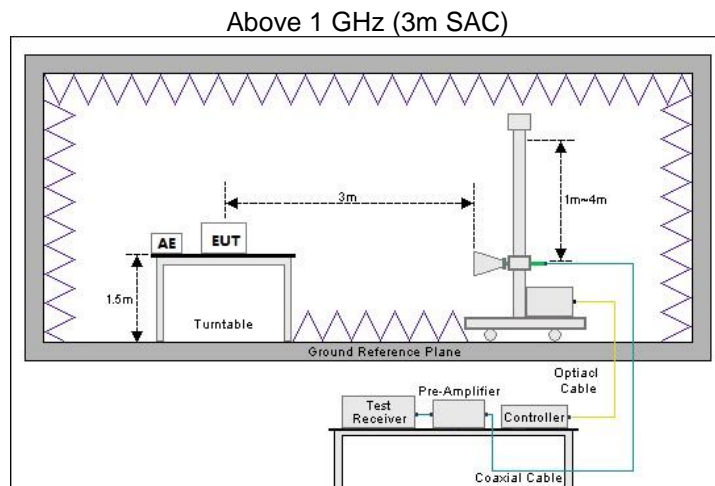 Above 1 GHz (3m SAC)
3m
1m~4m
AE
EUT
1.5m
Turntable
Ground Reference Plane
Optiacl
Cable
Pre-Amplifier
Test
Receiver
Controller
Coaxial Cable